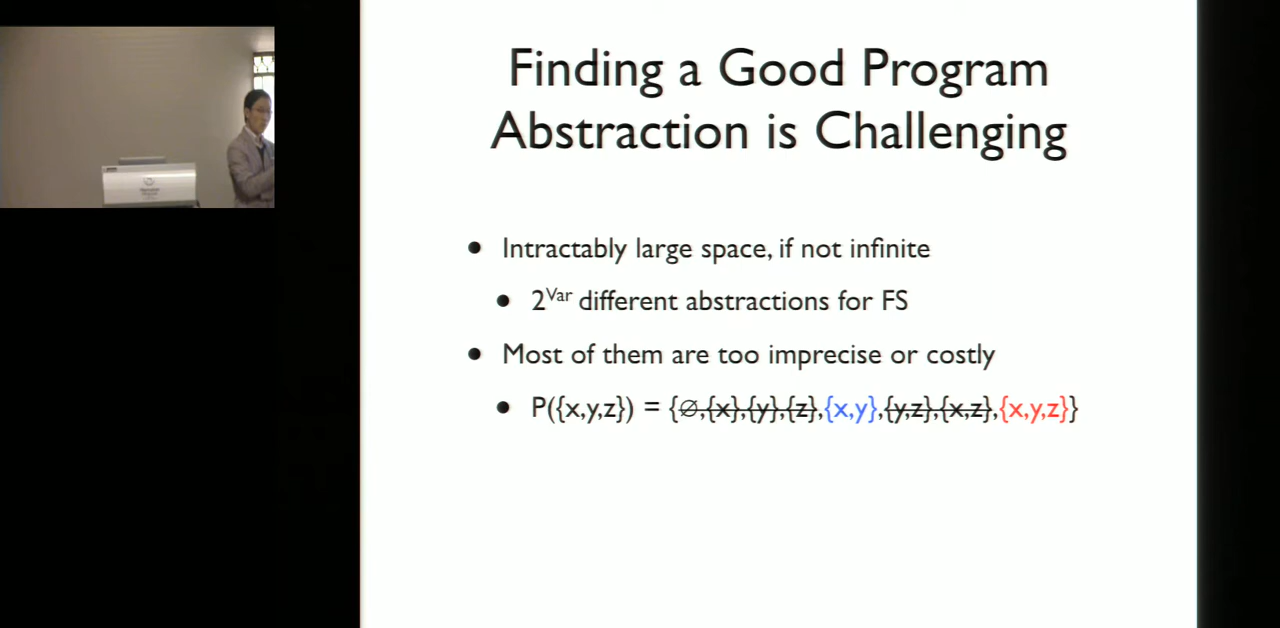 Finding a Good Program
Abstraction is Challenging
• Intractably large space, if not infinite
• 2^Var different abstractions for FS
• Most of them are too imprecise or costly
• P({x,y,z}) = {∅,{x},{y},{z},{x,y},{y,z},{x,z},{x,y,z}}